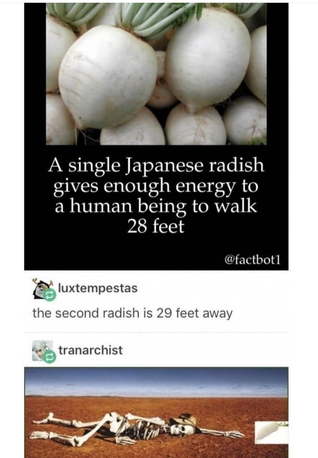 A single Japanese radish
gives enough energy to
a human being to walk
28 feet
@factbot1
luxtempestas
the second radish is 29 feet away
tranarchist